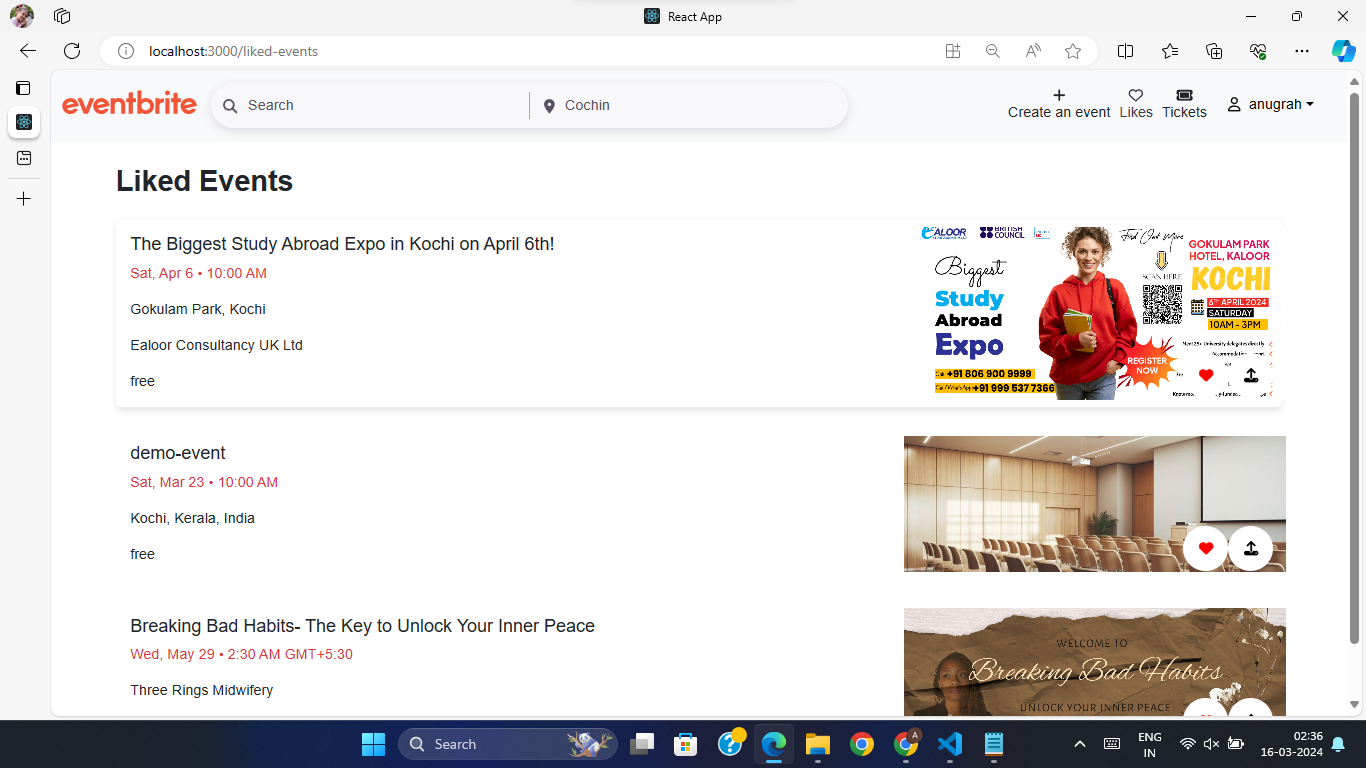 React App
localhost:3000/liked-events
eventbrite
Search
Cochin
Create an event
Likes
Tickets
anugrah
Liked Events
The Biggest Study Abroad Expo in Kochi on April 6th!
Sat, Apr 6 • 10:00 AM
Gokulam Park, Kochi
Ealoor Consultancy UK Ltd
free
EALOOR
BRITISH
COUNCIL
Find Out More
SCAN HERE
GOKULAM PARK
HOTEL, KALOOR
KOCHI
6TH APRIL 2024
SATURDAY
10AM - 3PM
Biggest
Study
Abroad
Expo
+91 806 900 9999
+91 999 537 7366
REGISTER
NOW
Meet 25+ University delegates directly
demo-event
Sat, Mar 23 • 10:00 AM
Kochi, Kerala, India
free
Breaking Bad Habits- The Key to Unlock Your Inner Peace
Wed, May 29 • 2:30 AM GMT+5:30
Three Rings Midwifery
WELCOME TO
Breaking Bad Habits
UNLOCK YOUR INNER PEACE
Search
A
ENG
IN
02:36
16-03-2024